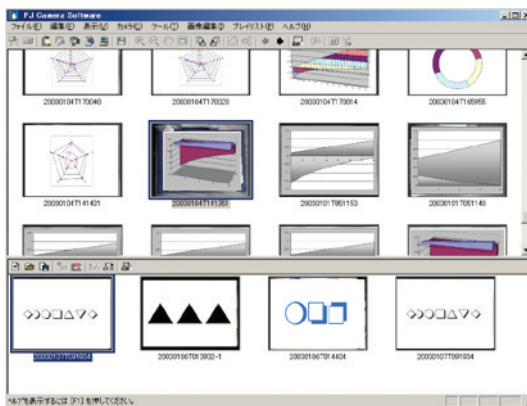 FJ Camera Software
ファイル(F) 編集(E) 表示(V) カメラ(C) ツール(T) 画像編集(I) プレイリスト(P) ヘルプ(H)
20030104T170040 20030104T170029 20030104T170014 20030104T165955
20030104T141431 20030104T141358 20030101T051153 20030101T051140
20030107T091934 20030106T013932-1 20030106T014404 20030107T091934
ヘルプを表示するには [F1] を押してください。